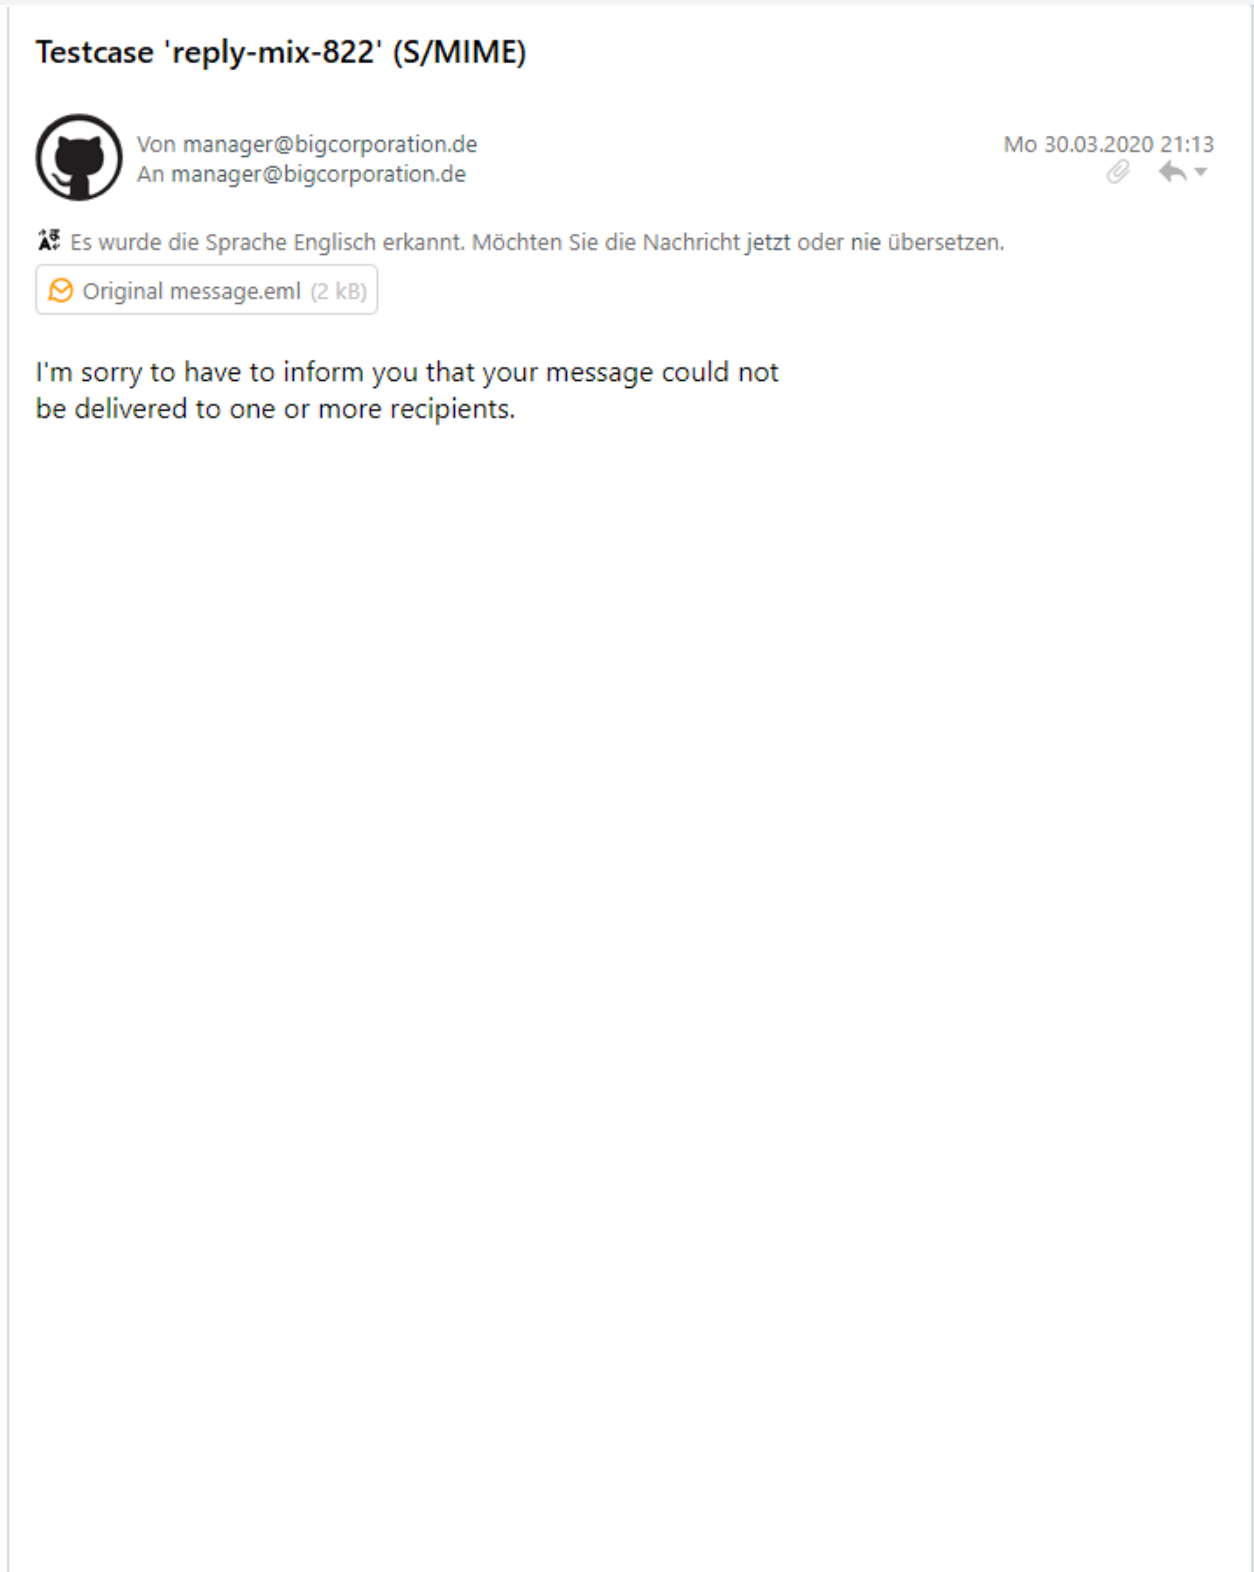 Testcase 'reply-mix-822' (S/MIME)
Von manager@bigcorporation.de
Mo 30.03.2020 21:13
An manager@bigcorporation.de
Es wurde die Sprache Englisch erkannt. Möchten Sie die Nachricht jetzt oder nie übersetzen.
Original message.eml (2 kB)
I'm sorry to have to inform you that your message could not
be delivered to one or more recipients.